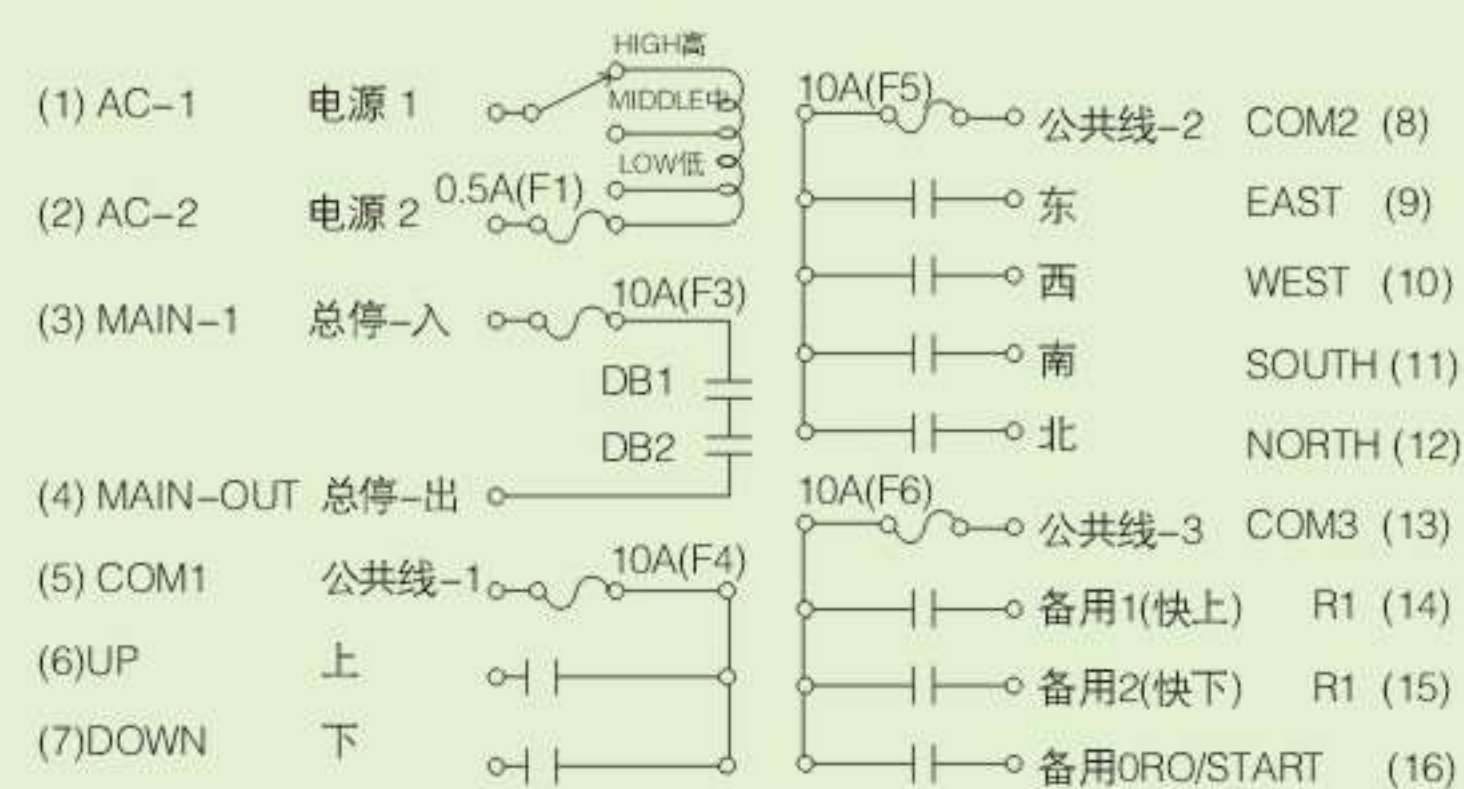 HIGH高
(1) AC-1 电源 1
MIDDLE中
LOW低
(2) AC-2 电源 2 0.5A(F1)
(3) MAIN-1 总停-入 10A(F3)
DB1
DB2
(4) MAIN-OUT 总停-出
(5) COM1 公共线-1 10A(F4)
(6)UP 上
(7)DOWN 下
10A(F5) 公共线-2 COM2 (8)
东 EAST (9)
西 WEST (10)
南 SOUTH (11)
北 NORTH (12)
10A(F6) 公共线-3 COM3 (13)
备用1(快上) R1 (14)
备用2(快下) R1 (15)
备用0RO/START (16)